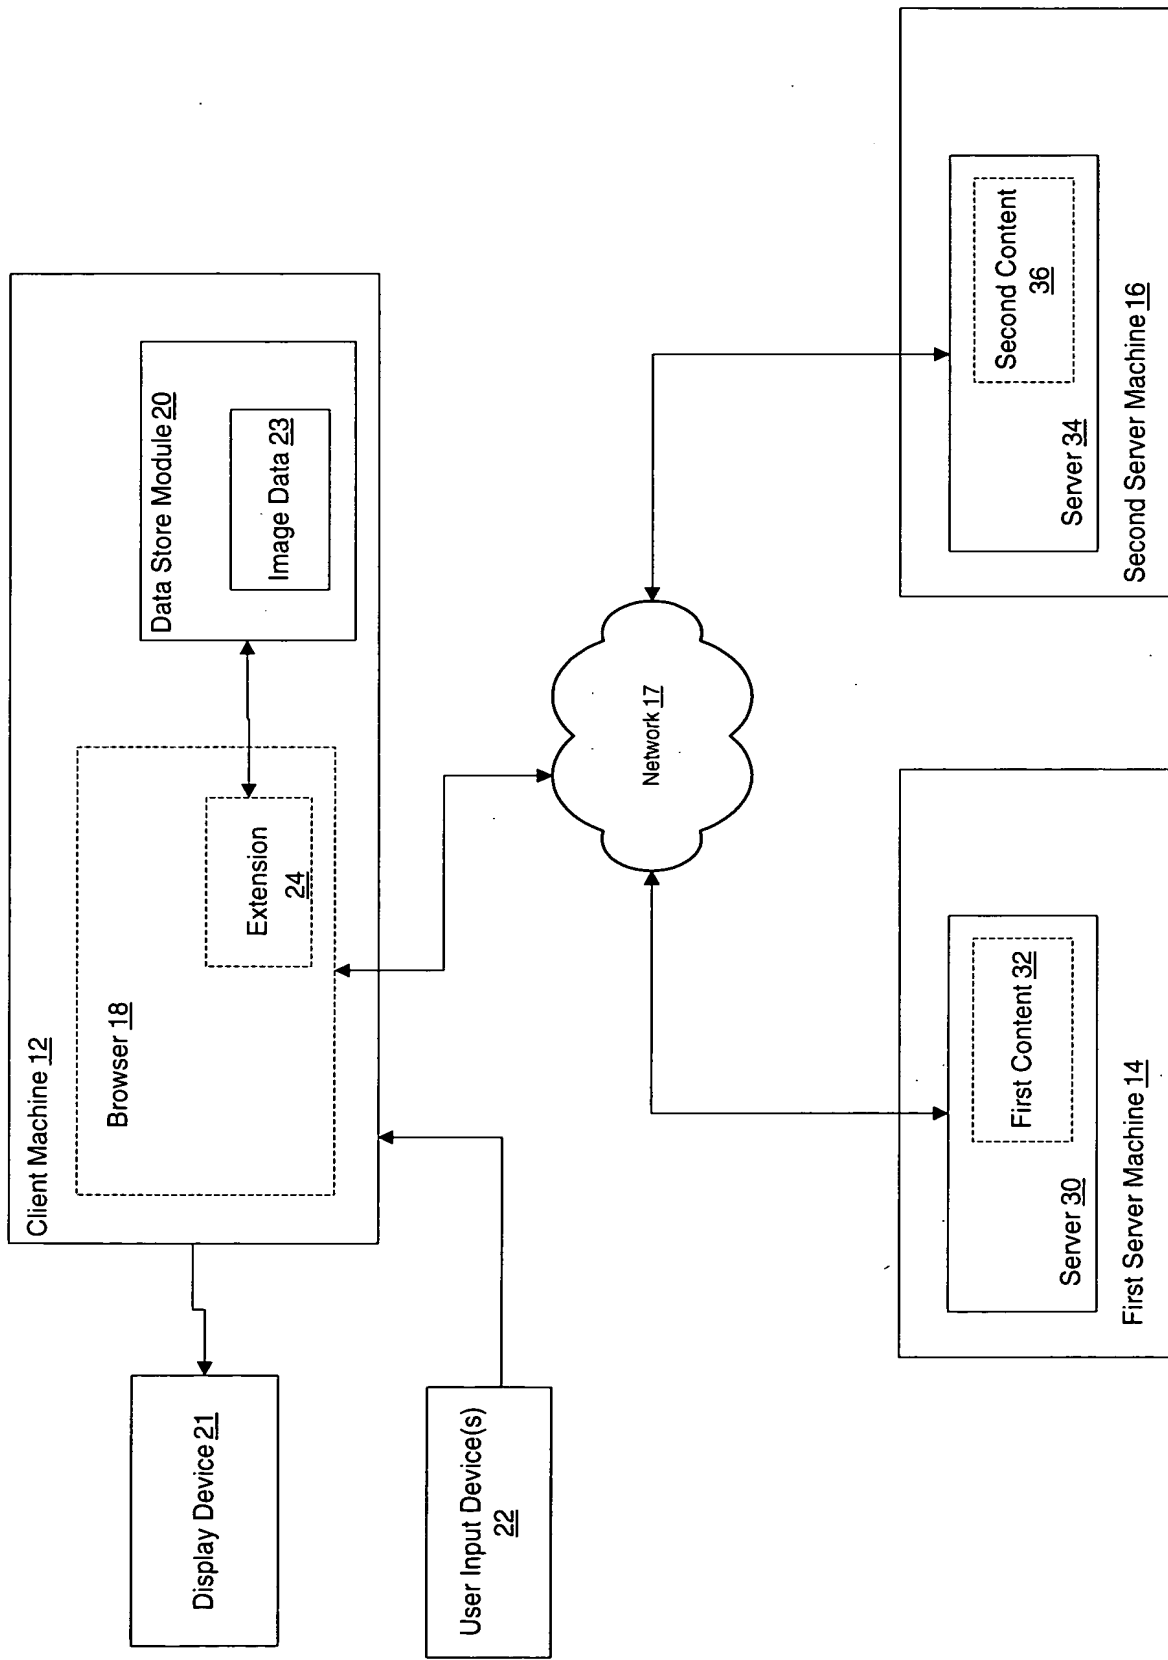 Client Machine 12
Browser 18
Extension
24
Data Store Module 20
Image Data 23
Display Device 21
User Input Device(s)
22
Network 17
First Content 32
Server 30
First Server Machine 14
Second Content
36
Server 34
Second Server Machine 16